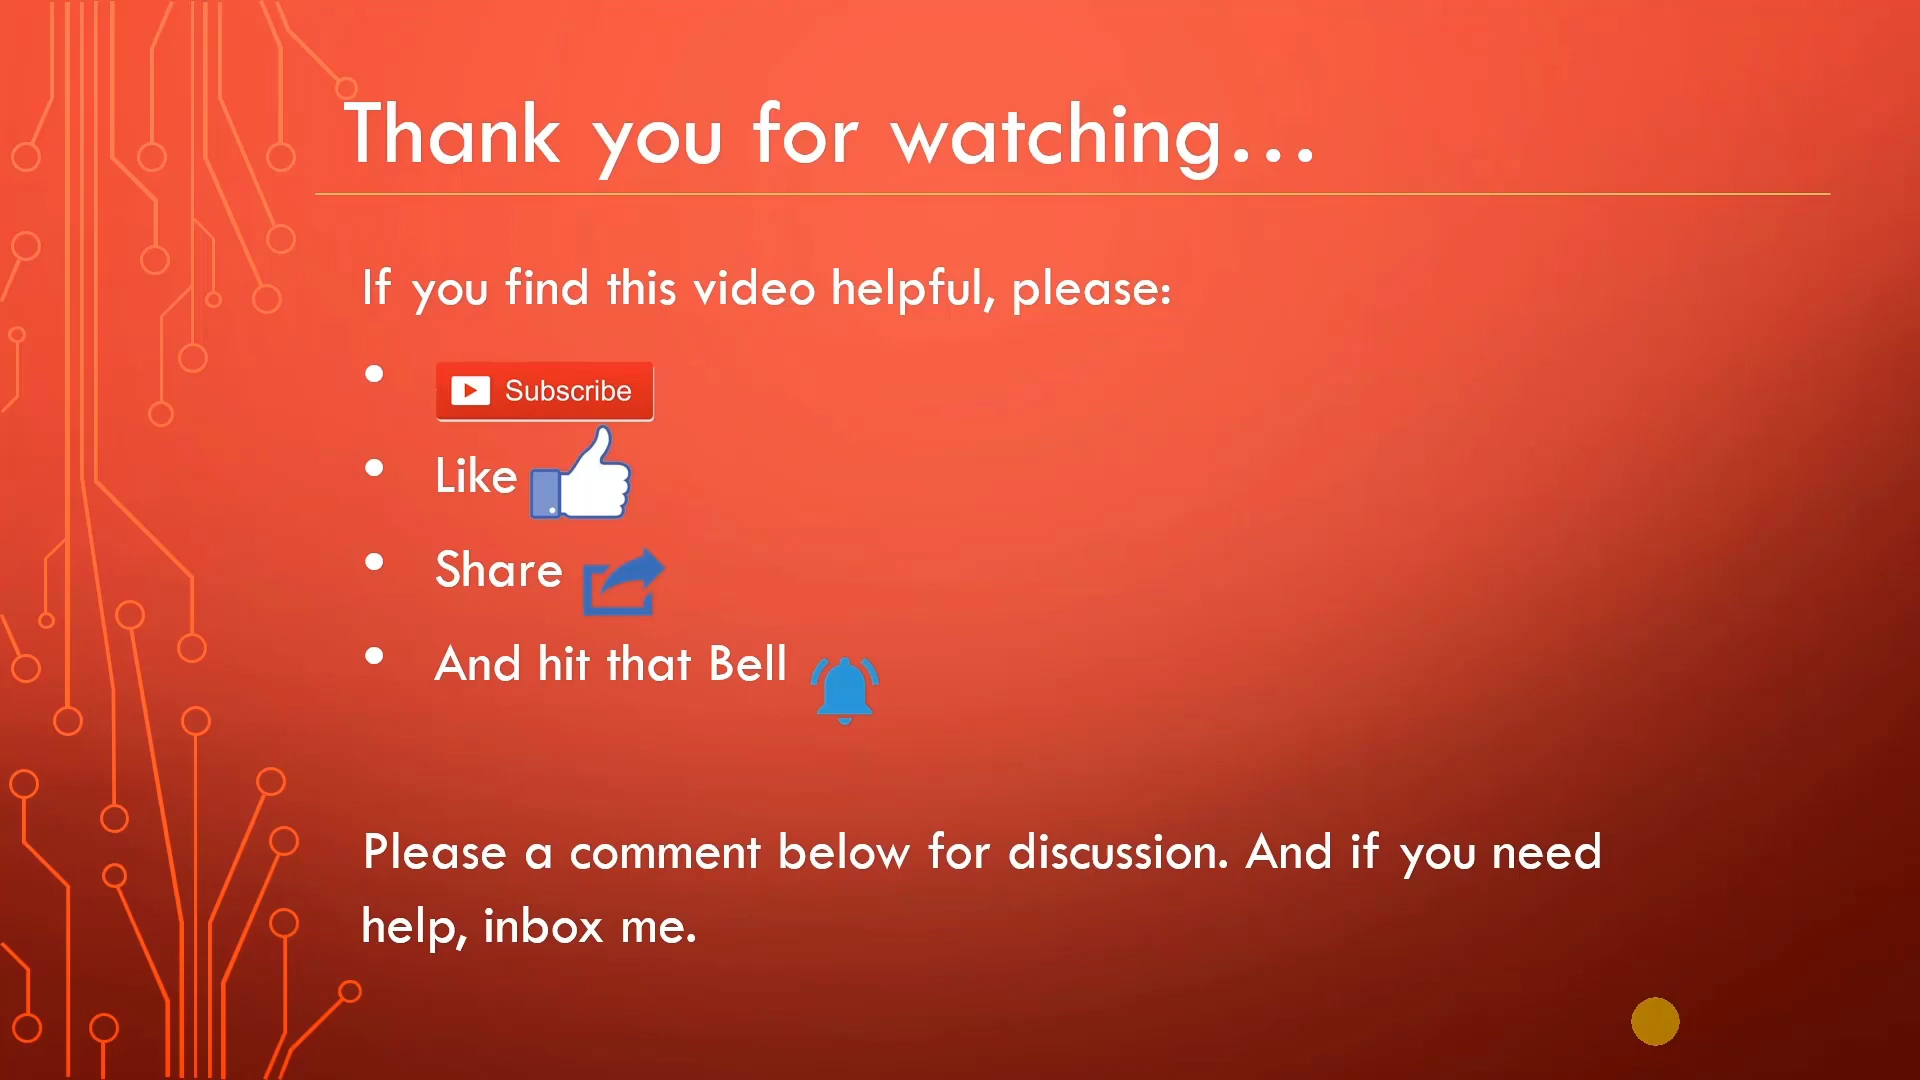 Thank you for watching...
If you find this video helpful, please:
• Subscribe
• Like
• Share
• And hit that Bell
Please a comment below for discussion. And if you need
help, inbox me.